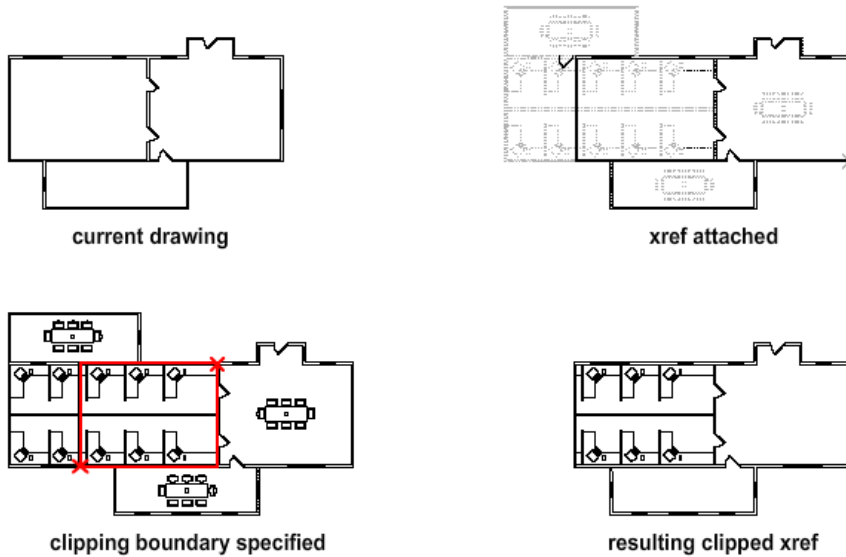 current drawing
xref attached
clipping boundary specified
resulting clipped xref